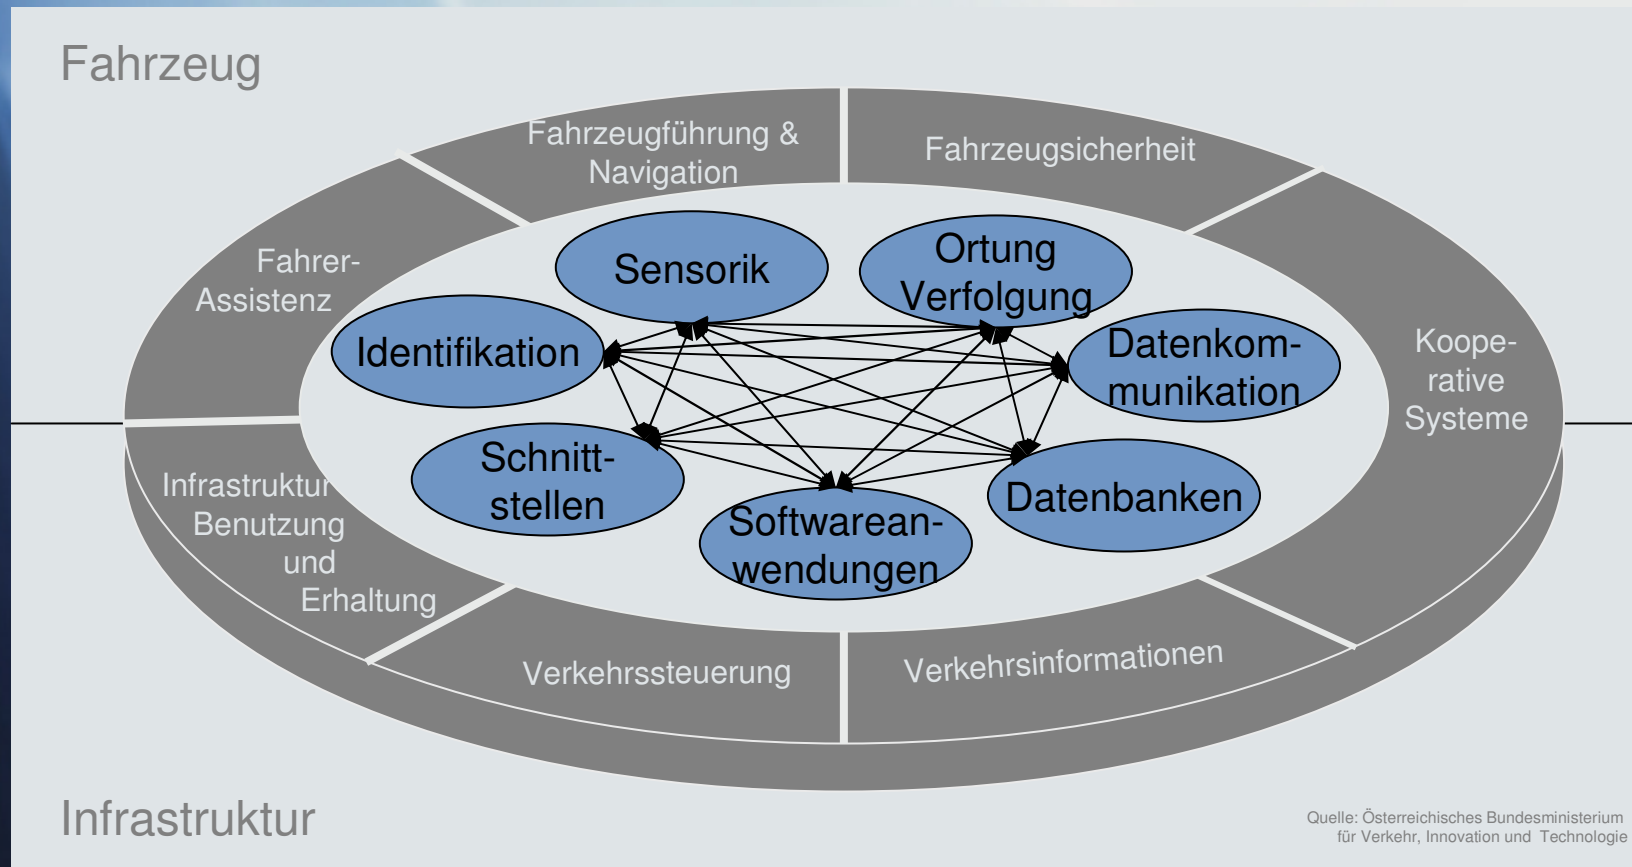 Fahrzeug
Fahrzeugführung &
Navigation
Fahrzeugsicherheit
Fahrer-
Assistenz
Sensorik
Ortung
Verfolgung
Identifikation
Datenkom-
munikation
Koope-
rative
Systeme
Schnitt-
stellen
Softwarean-
wendungen
Datenbanken
Infrastruktur
Benutzung
und
Erhaltung
Verkehrssteuerung
Verkehrsinformationen
Infrastruktur
Quelle: Österreichisches Bundesministerium
für Verkehr, Innovation und Technologie